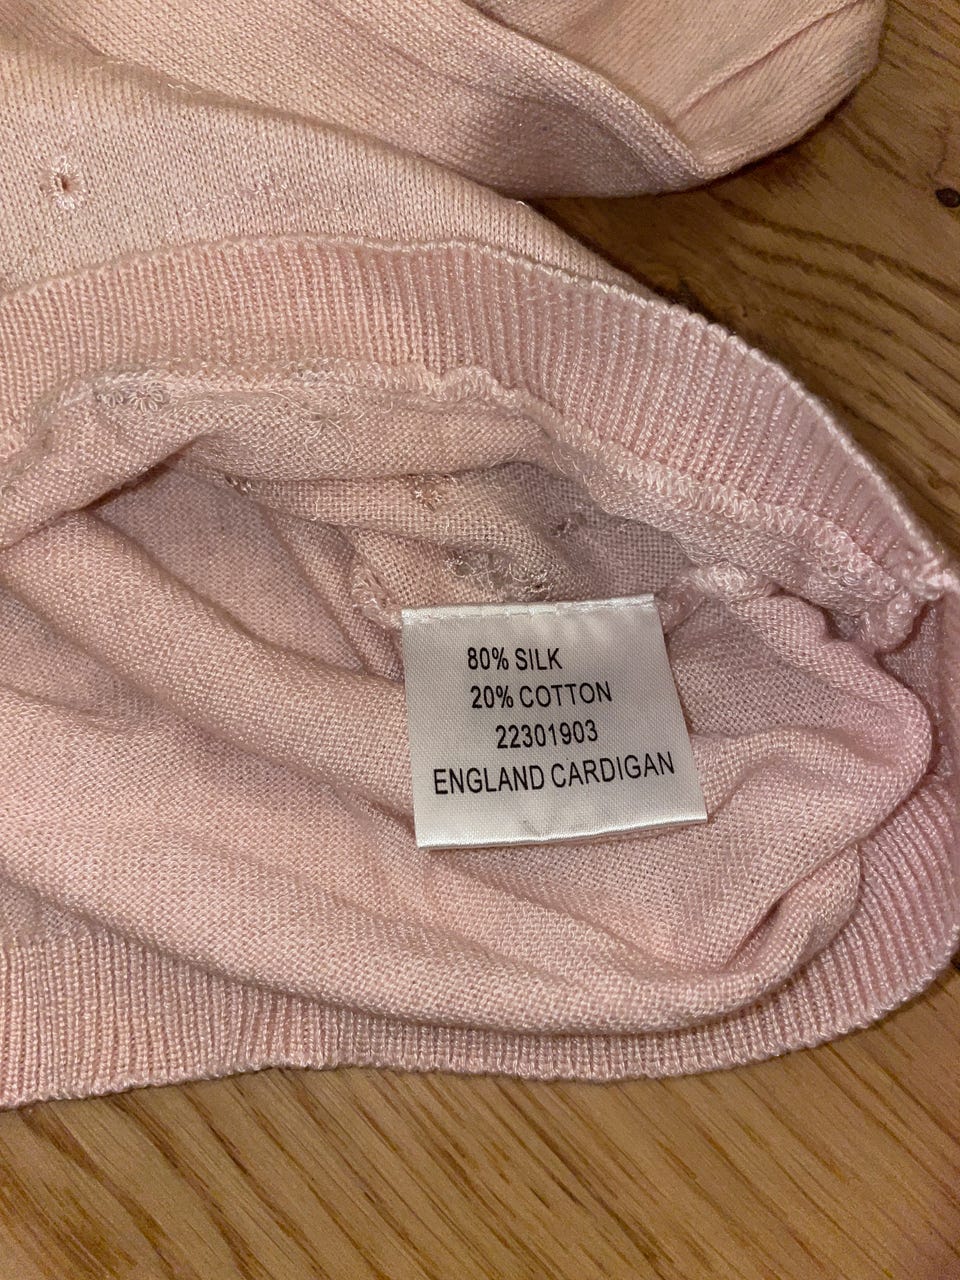 80% SILK
20% COTTON
22301903
ENGLAND CARDIGAN